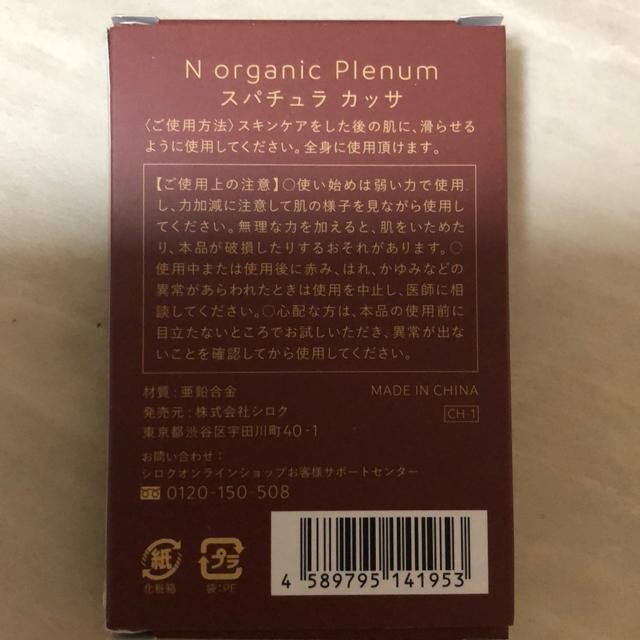 N organic Plenum
スパチュラ カッサ
〈ご使用方法〉スキンケアをした後の肌に、滑らせる
ように使用してください。全身に使用頂けます。
【ご使用上の注意】○使い始めは弱い力で使用
し、力加減に注意して肌の様子を見ながら使用し
てください。無理な力を加えると、肌をいためた
り、本品が破損したりするおそれがあります。○
使用中または使用後に赤み、はれ、かゆみなどの
異常があらわれたときは使用を中止し、医師に相
談してください。○心配な方は、本品の使用前に
目立たないところでお試しいただき、異常が出な
いことを確認してから使用してください。
材質:亜鉛合金
MADE IN CHINA
発売元:株式会社シロク
CH 1
東京都渋谷区宇田川町40-1
お問い合わせ:
シロクオンラインショップお客様サポートセンター
0120-150-508
紙
化粧箱
プラ
袋:PE
4 589795 141953